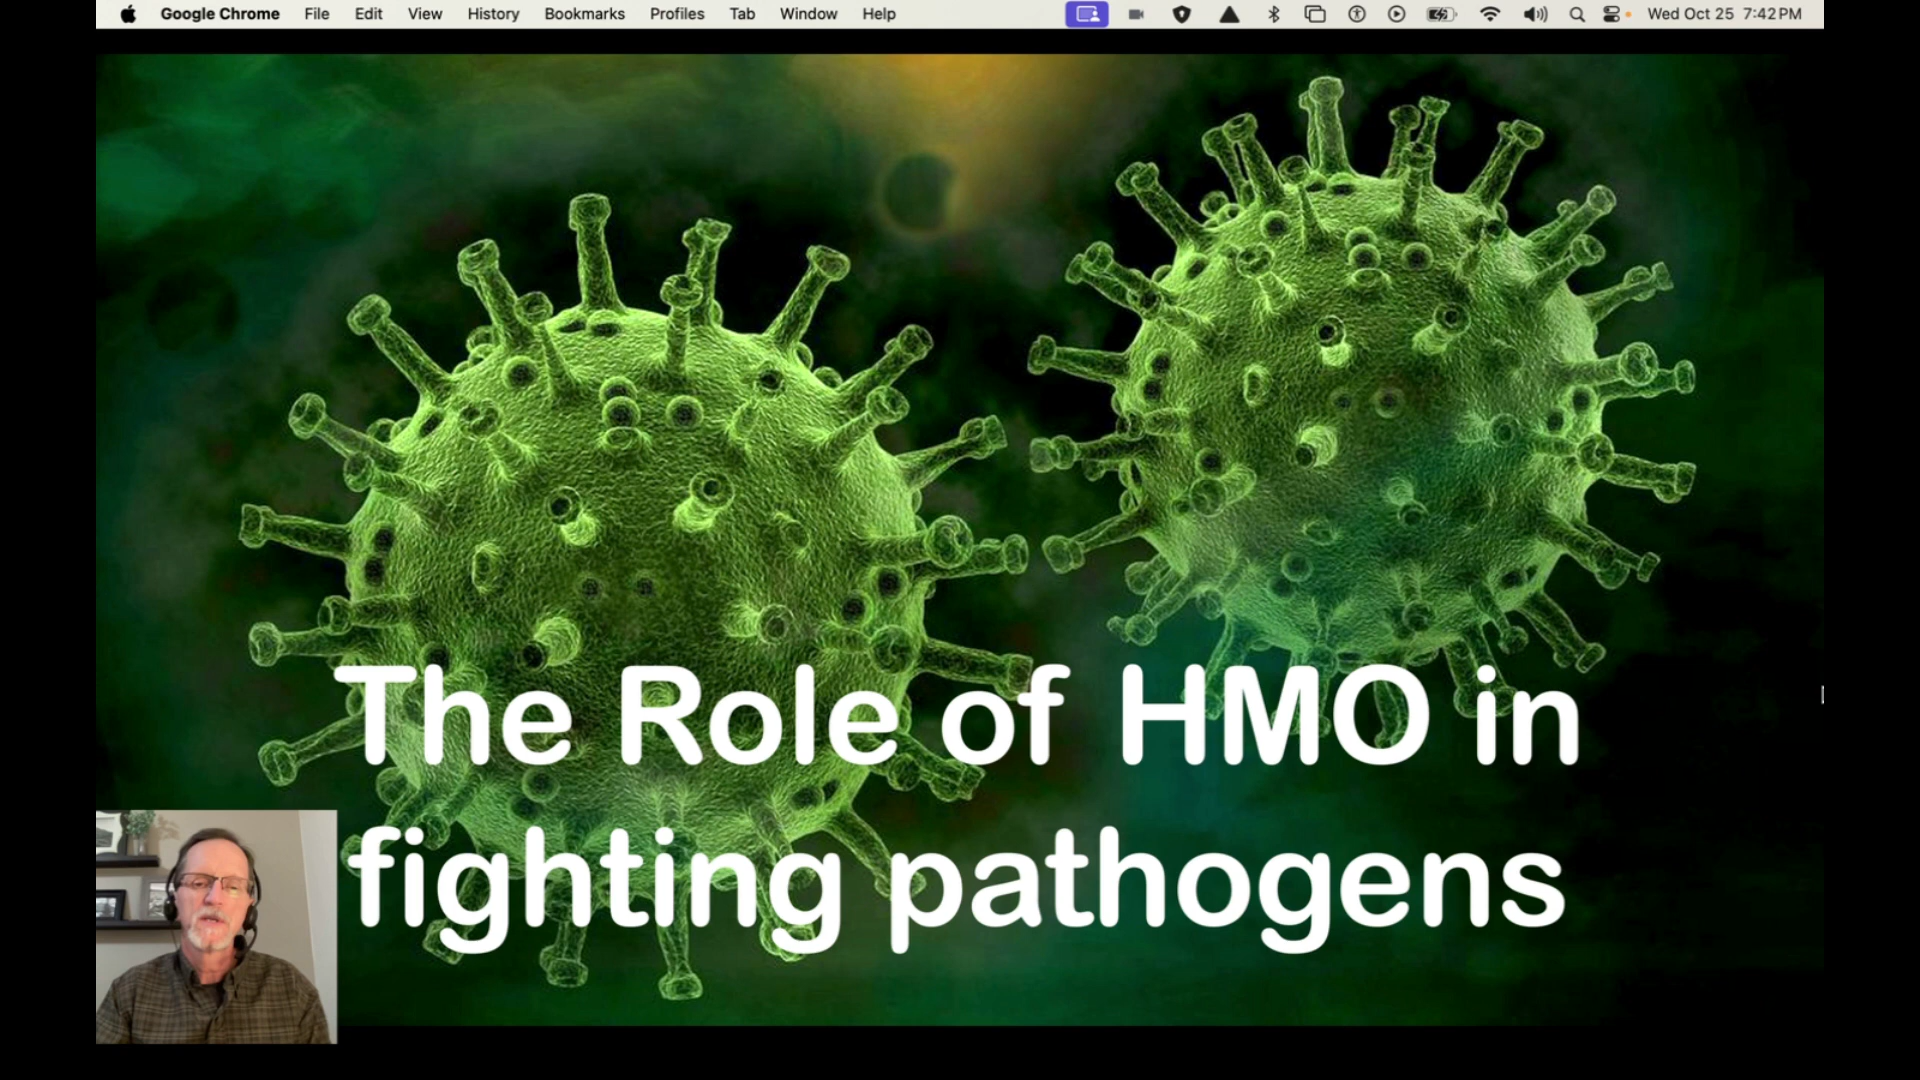 Google Chrome File Edit View History Bookmarks Profiles Tab Window Help Wed Oct 25 7:42 PM
The Role of HMO in
fighting pathogens